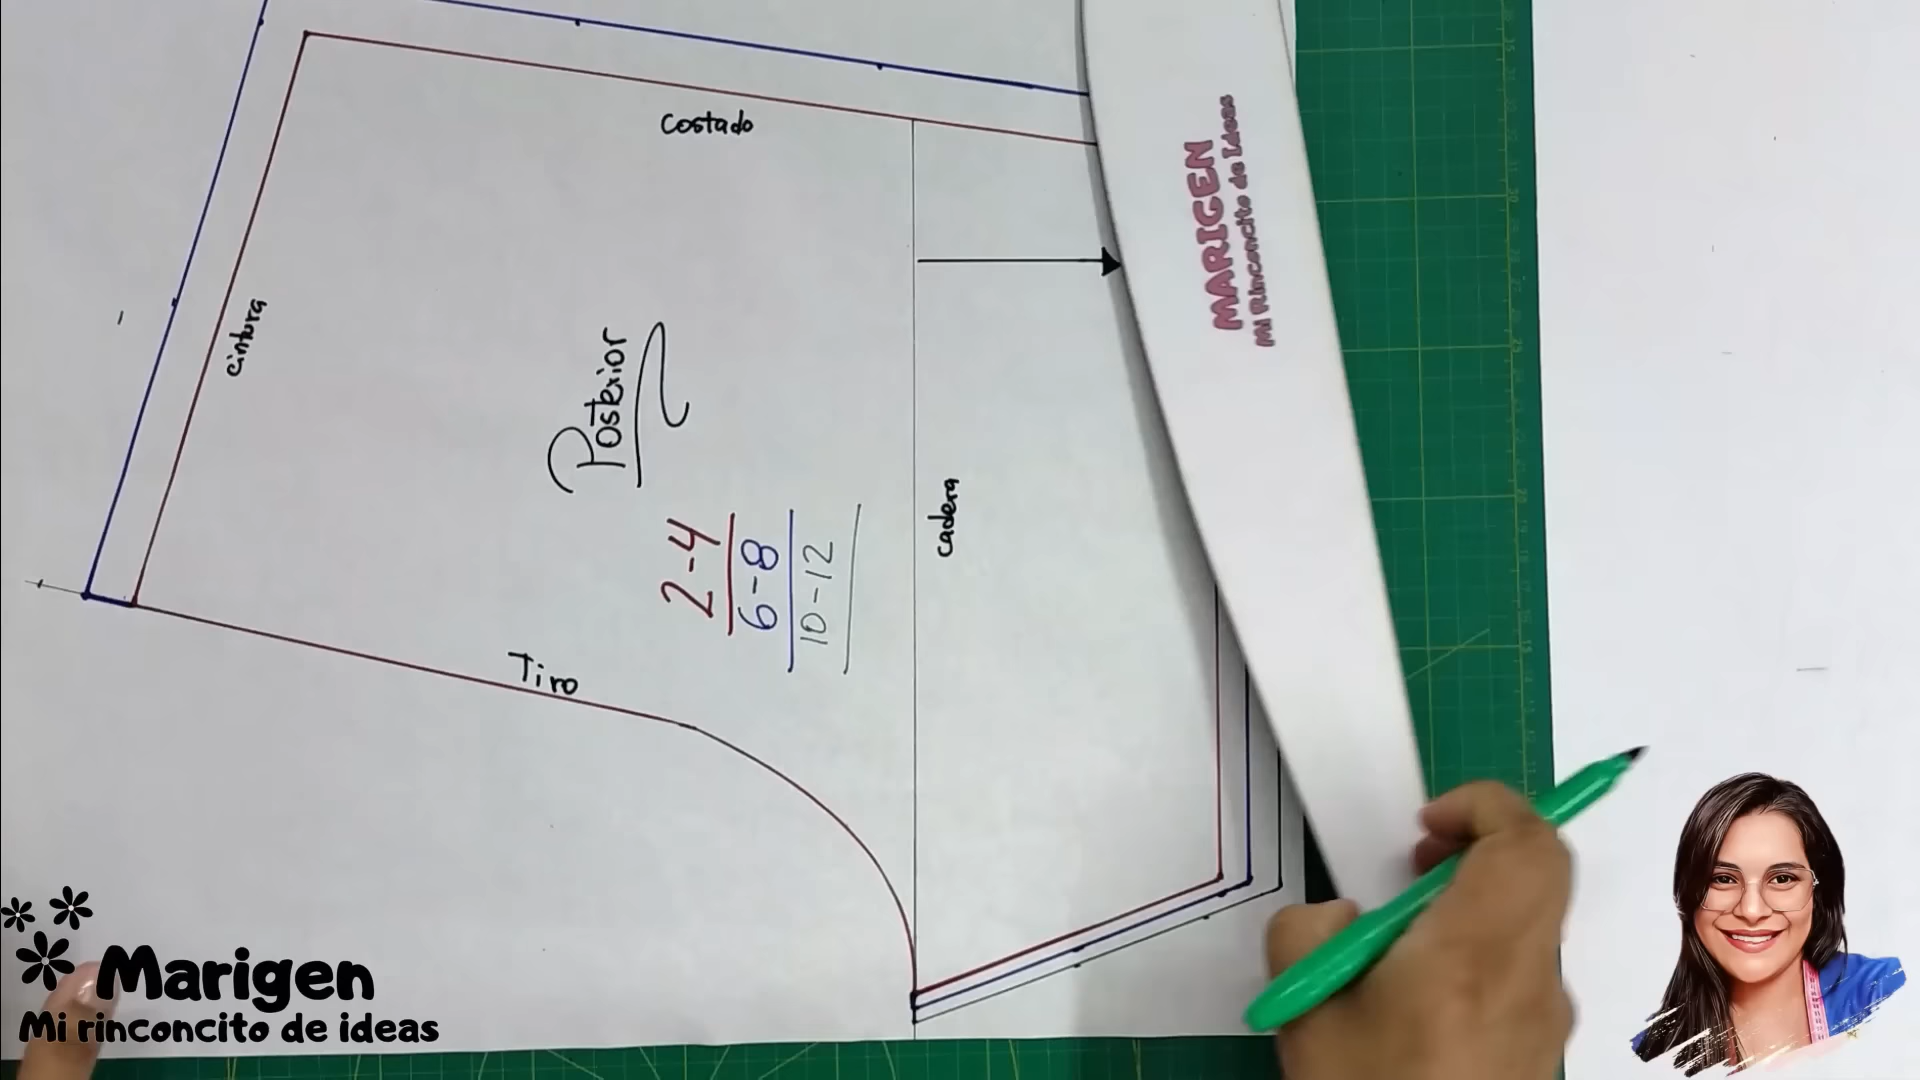 costado
cintura
Posterior
2-4
6-8
10-12
cadera
Tiro
MARIGEN
Mi Rinconcito de Ideas
Marigen
Mi rinconcito de ideas